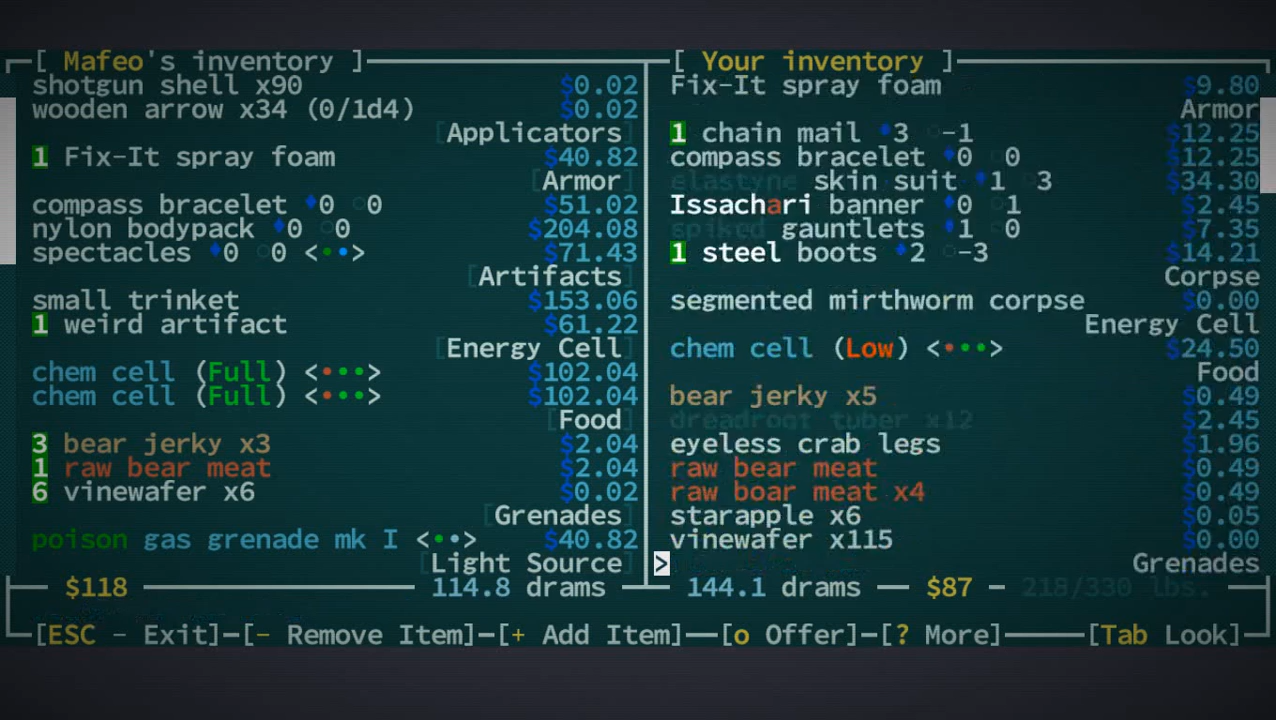 [ Mafeo's inventory ]
shotgun shell x90 $0.02
wooden arrow x34 (0/1d4) $0.02
[Applicators]
1 Fix-It spray foam $40.82
[Armor]
compass bracelet ♦0 ○0 $51.02
nylon bodypack ♦0 ○0 $204.08
spectacles ♦0 ○0 <••> $71.43
[Artifacts]
small trinket $153.06
1 weird artifact $61.22
[Energy Cell]
chem cell (Full) <•••> $102.04
chem cell (Full) <•••> $102.04
[Food]
3 bear jerky x3 $2.04
1 raw bear meat $2.04
6 vinewafer x6 $0.02
[Grenades]
poison gas grenade mk I <••> $40.82
[Light Source]
[ Your inventory ]
Fix-It spray foam $9.80
Armor
1 chain mail ♦3 ○-1 $12.25
compass bracelet ♦0 ○0 $12.25
elastyne skin suit ♦1 ○3 $34.30
Issachari banner ♦0 ○1 $2.45
spiked gauntlets ♦1 ○0 $7.35
1 steel boots ♦2 ○-3 $14.21
Corpse
segmented mirthworm corpse $0.00
Energy Cell
chem cell (Low) <•••> $24.50
Food
bear jerky x5 $0.49
dreadroot tuber x12 $2.45
eyeless crab legs $1.96
raw bear meat $0.49
raw boar meat x4 $0.49
starapple x6 $0.05
vinewafer x115 $0.00
> Grenades
$118 114.8 drams 144.1 drams $87 218/330 lbs.
[ESC - Exit] [- Remove Item] [+ Add Item] [o Offer] [? More] [Tab Look]